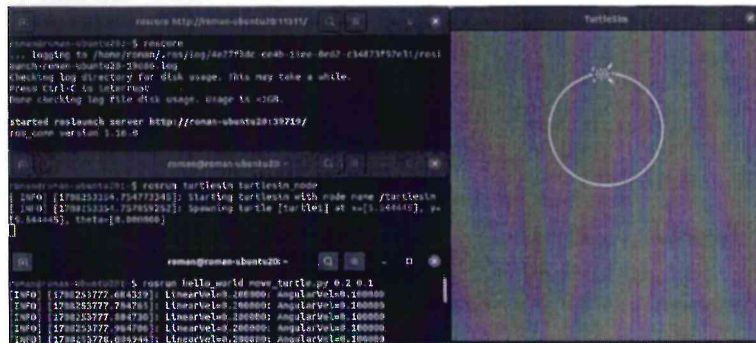 roscore http://roman-ubuntu20:11311/
roman@roman-ubuntu20:~$ roscore
... logging to /home/roman/.ros/log/
.log
Checking log directory for disk usage. This may take a while.
Press Ctrl-C to interrupt
Done checking log file disk usage. Usage is <1GB.
started roslaunch server http://roman-ubuntu20:39719/
ros_comm version 1.16.0
roman@roman-ubuntu20: ~
roman@roman-ubuntu20:~$ rosrun turtlesim turtlesim_node
[ INFO] Starting turtlesim with node name /turtlesim
[ INFO] Spawning turtle [turtle1] at x=[5.544445], y=
[5.544445], theta=[0.000000]
roman@roman-ubuntu20: ~
roman@roman-ubuntu20:~$ rosrun hello_world move_turtle.py 0.2 0.1
[INFO] LinearVel=0.200000: AngularVel=0.100000
[INFO] LinearVel=0.200000: AngularVel=0.100000
[INFO] LinearVel=0.200000: AngularVel=0.100000
[INFO] LinearVel=0.200000: AngularVel=0.100000
[INFO] LinearVel=0.200000: AngularVel=0.100000
TurtleSim